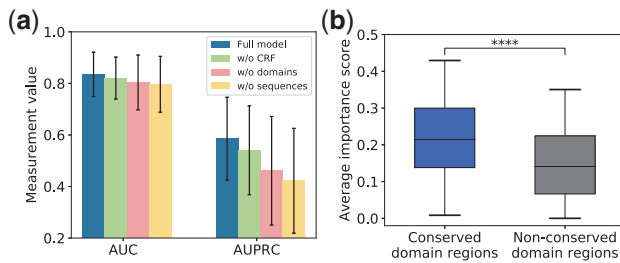 (a)
Measurement value
1.0
0.8
0.6
0.4
0.2
Full model
w/o CRF
w/o domains
w/o sequences
AUC
AUPRC
(b)
Average importance score
0.5
0.4
0.3
0.2
0.1
0.0
****
Conserved
domain regions
Non-conserved
domain regions